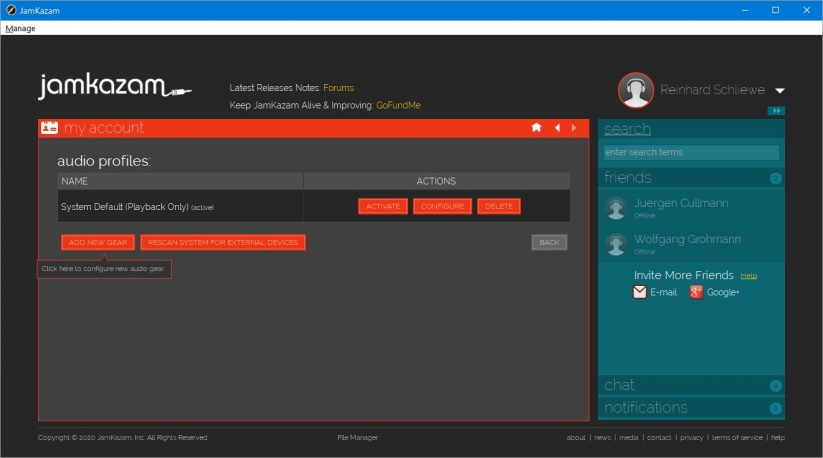 JamKazam
Manage
jamkazam
Latest Releases Notes: Forums
Keep JamKazam Alive & Improving: GoFundMe
Reinhard Schliewe
my account
audio profiles:
NAME ACTIONS
System Default (Playback Only) (active) ACTIVATE CONFIGURE DELETE
ADD NEW GEAR RESCAN SYSTEM FOR EXTERNAL DEVICES BACK
Click here to configure new audio gear.
search
enter search terms
friends 2
Juergen Cullmann
Offline
Wolfgang Grohmann
Offline
Invite More Friends Help
E-mail Google+
chat 0
notifications 0
Copyright © 2020 JamKazam, Inc. All Rights Reserved File Manager about | news | media | contact | privacy | terms of service | help